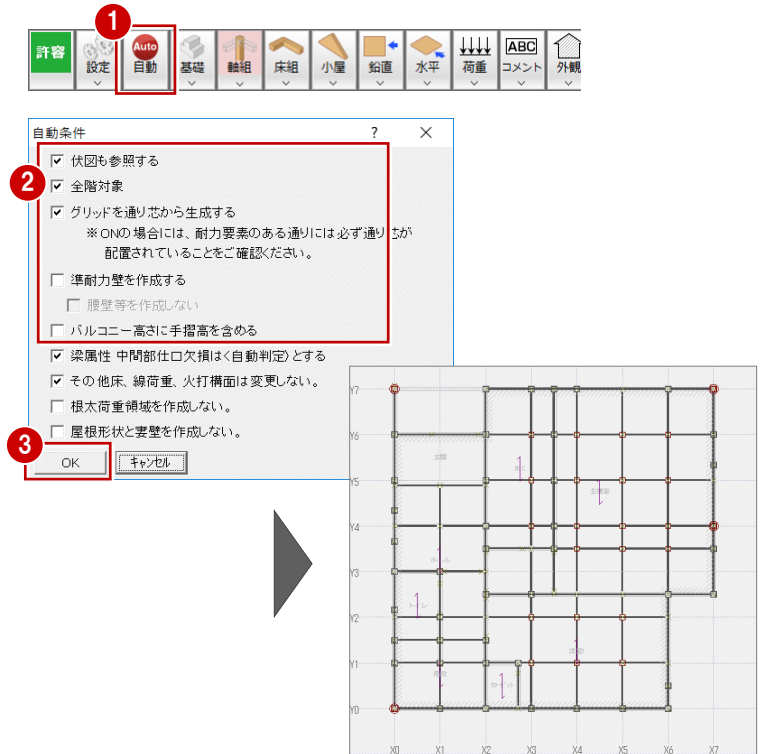 1
許容
設定
Auto
自動
基礎
軸組
床組
小屋
鉛直
水平
荷重
ABC
コメント
外観
自動条件 ? ×
2
伏図も参照する
全階対象
グリッドを通り芯から生成する
※ONの場合には、耐力要素のある通りには必ず通り芯が
配置されていることをご確認ください。
準耐力壁を作成する
腰壁等を作成しない
バルコニー高さに手摺高を含める
梁属性 中間部仕口欠損は<自動判定>とする
その他床、線荷重、火打構面は変更しない。
根太荷重領域を作成しない。
屋根形状と妻壁を作成しない。
3
OK キャンセル
Y7
Y6
玄関
Y5
主寝室
Y4
ホール
Y3
トイレ
Y2
Y1
Y0
X0 X1 X2 X3 X4 X5 X6 X7